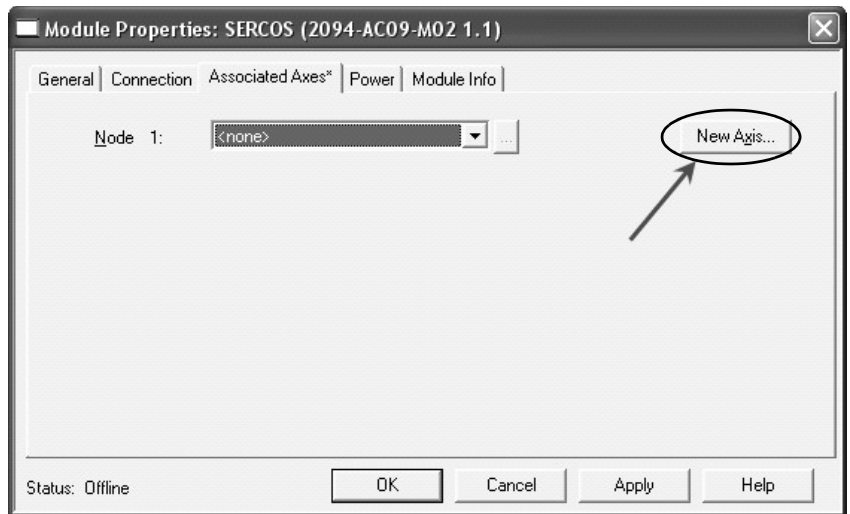 Module Properties: SERCOS (2094-AC09-M02 1.1)
General Connection Associated Axes* Power Module Info
Node 1: <none> ... New Axis...
Status: Offline OK Cancel Apply Help